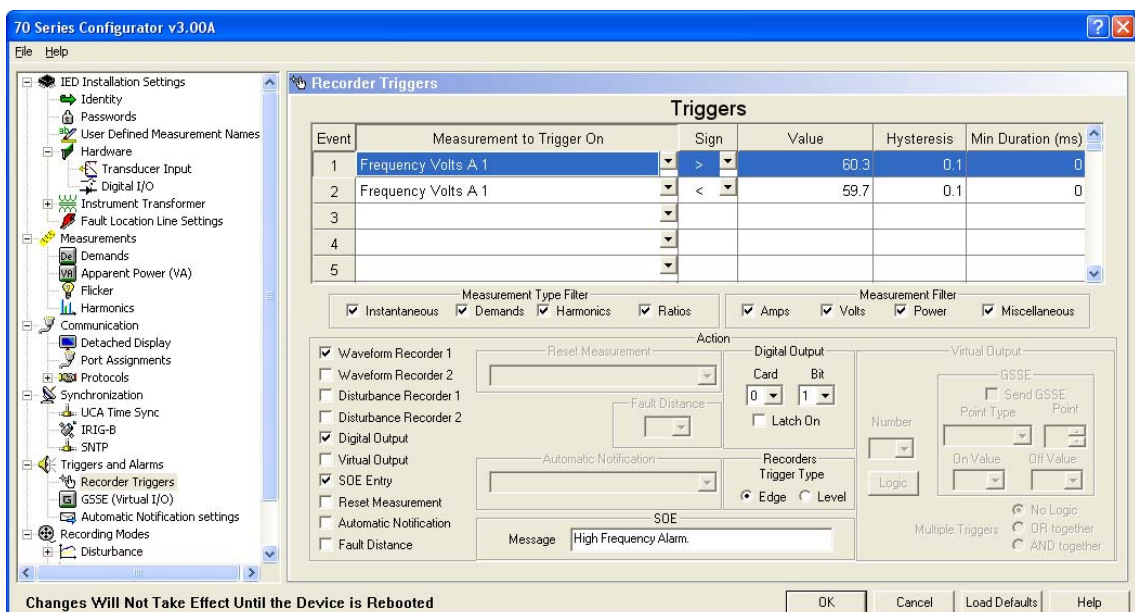 70 Series Configurator v3.00A
File Help
IED Installation Settings
Identity
Passwords
User Defined Measurement Names
Hardware
Transducer Input
Digital I/O
Instrument Transformer
Fault Location Line Settings
Measurements
Demands
Apparent Power (VA)
Flicker
Harmonics
Communication
Detached Display
Port Assignments
Protocols
Synchronization
UCA Time Sync
IRIG-B
SNTP
Triggers and Alarms
Recorder Triggers
GSSE (Virtual I/O)
Automatic Notification settings
Recording Modes
Disturbance
Recorder Triggers
Triggers
Event Measurement to Trigger On Sign Value Hysteresis Min Duration (ms)
1 Frequency Volts A 1 > 60.3 0.1 0
2 Frequency Volts A 1 < 59.7 0.1 0
3
4
5
Measurement Type Filter
Instantaneous Demands Harmonics Ratios
Measurement Filter
Amps Volts Power Miscellaneous
Action
Waveform Recorder 1
Waveform Recorder 2
Disturbance Recorder 1
Disturbance Recorder 2
Digital Output
Virtual Output
SOE Entry
Reset Measurement
Automatic Notification
Fault Distance
Reset Measurement
Fault Distance
Automatic Notification
Digital Output
Card Bit
0 1
Latch On
Recorders
Trigger Type
Edge Level
SOE
Message High Frequency Alarm.
Virtual Output
Number
Logic
GSSE
Send GSSE
Point Type Point
On Value Off Value
Multiple Triggers
No Logic
OR together
AND together
Changes Will Not Take Effect Until the Device is Rebooted
OK Cancel Load Defaults Help